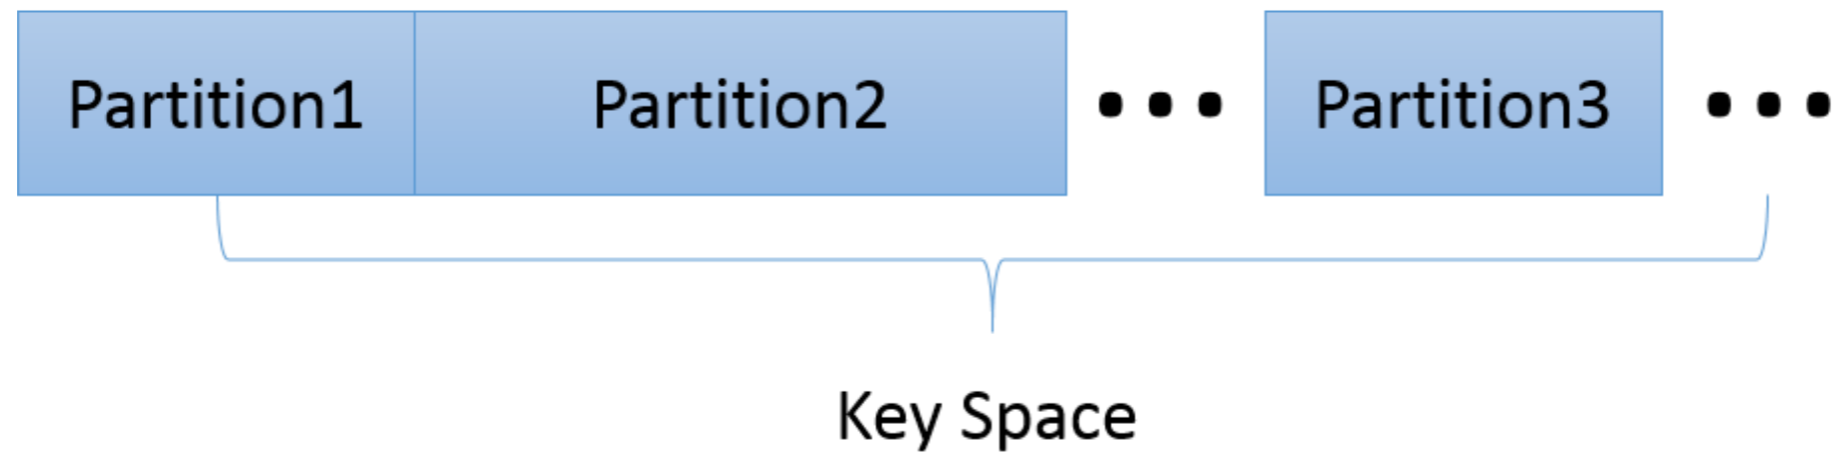 Partition1 Partition2 ... Partition3 ...
Key Space